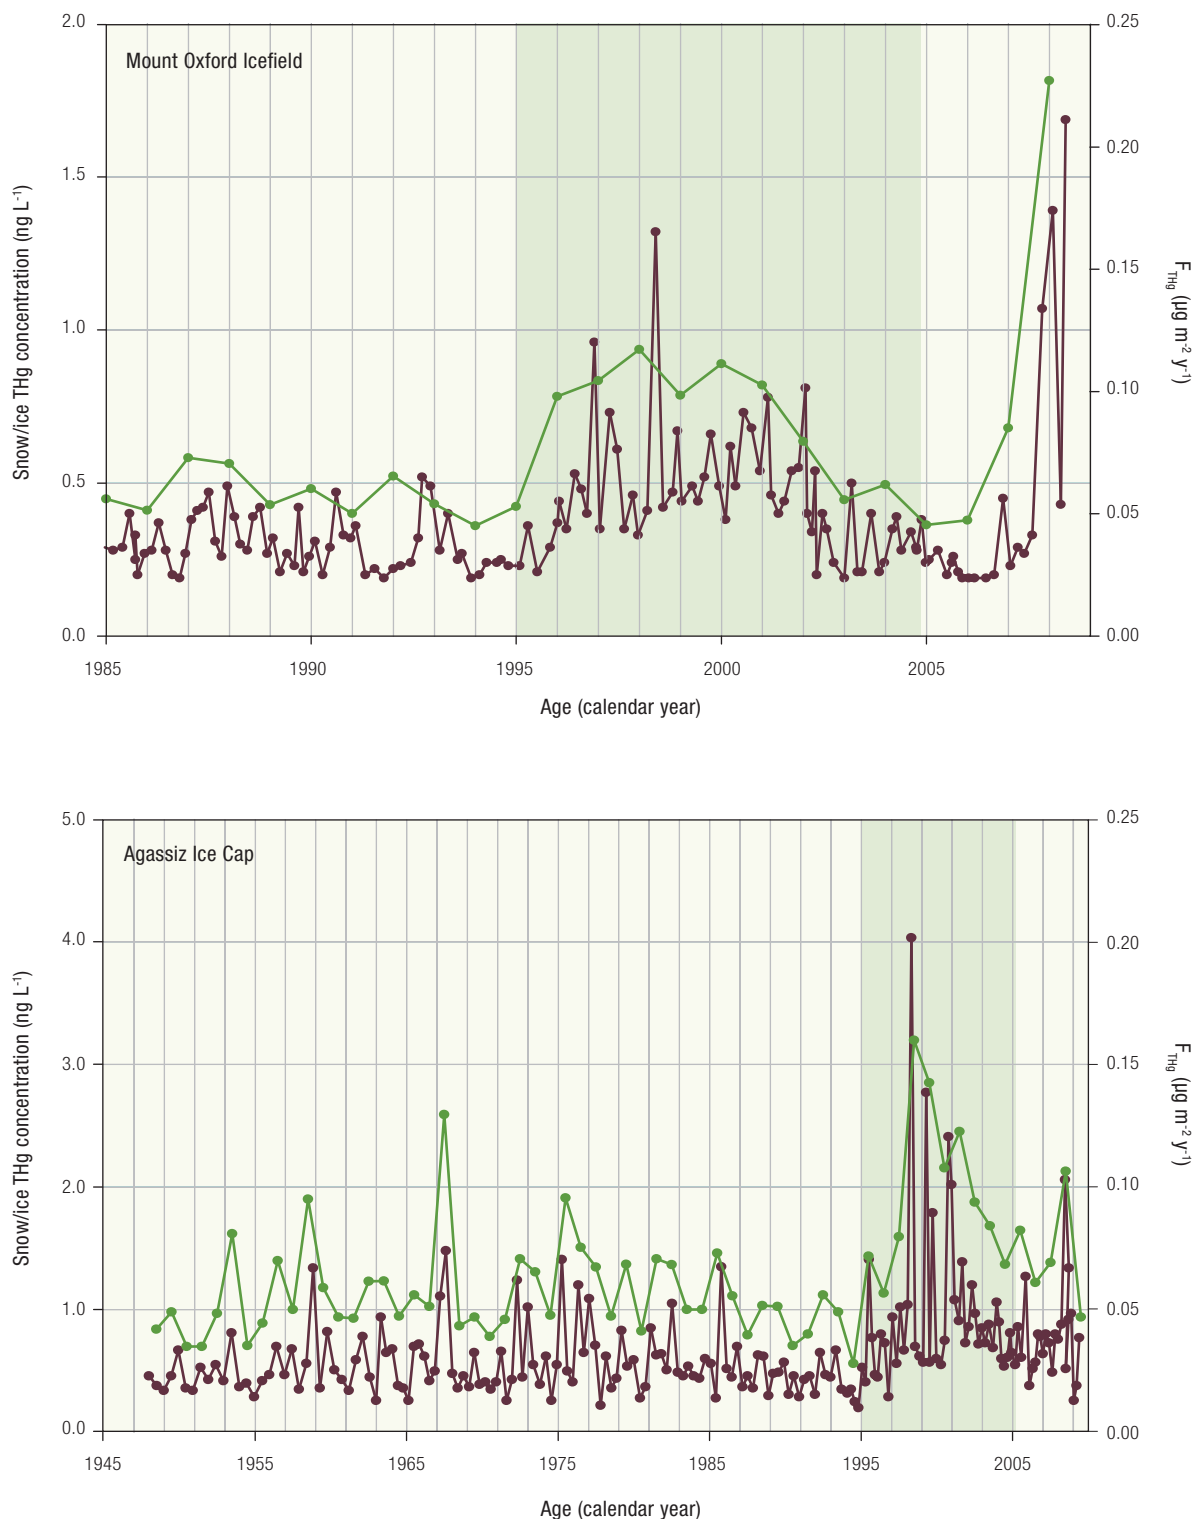 Mount Oxford Icefield
Snow/ice THg concentration (ng L-1)
2.0
1.5
1.0
0.5
0.0
0.25
0.20
0.15
0.10
0.05
0.00
FTHg (µg m-2 y-1)
1985 1990 1995 2000 2005
Age (calendar year)
Agassiz Ice Cap
Snow/ice THg concentration (ng L-1)
5.0
4.0
3.0
2.0
1.0
0.0
0.25
0.20
0.15
0.10
0.05
0.00
FTHg (µg m-2 y-1)
1945 1955 1965 1975 1985 1995 2005
Age (calendar year)